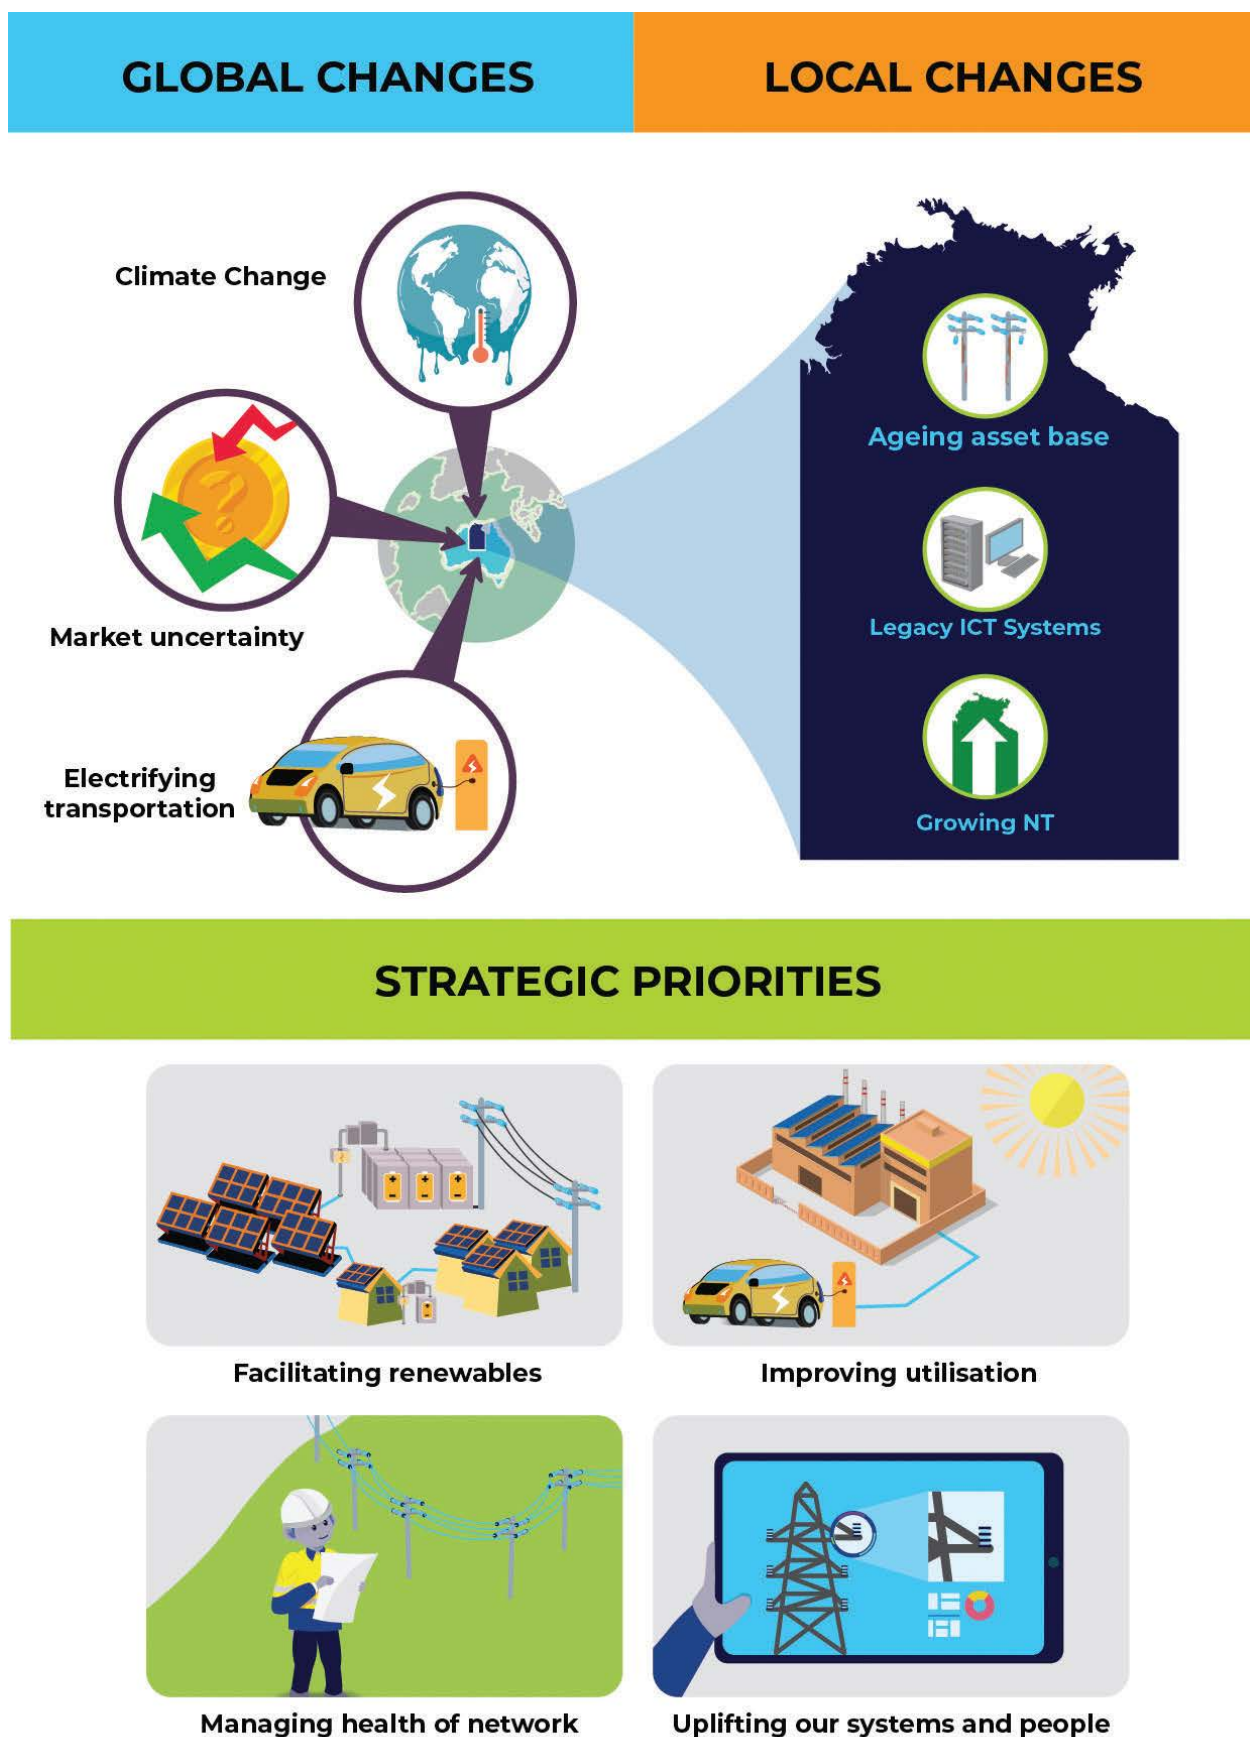 GLOBAL CHANGES
LOCAL CHANGES
Climate Change
Market uncertainty
Electrifying
transportation
?
Ageing asset base
Legacy ICT Systems
Growing NT
STRATEGIC PRIORITIES
Facilitating renewables
Improving utilisation
Managing health of network
Uplifting our systems and people